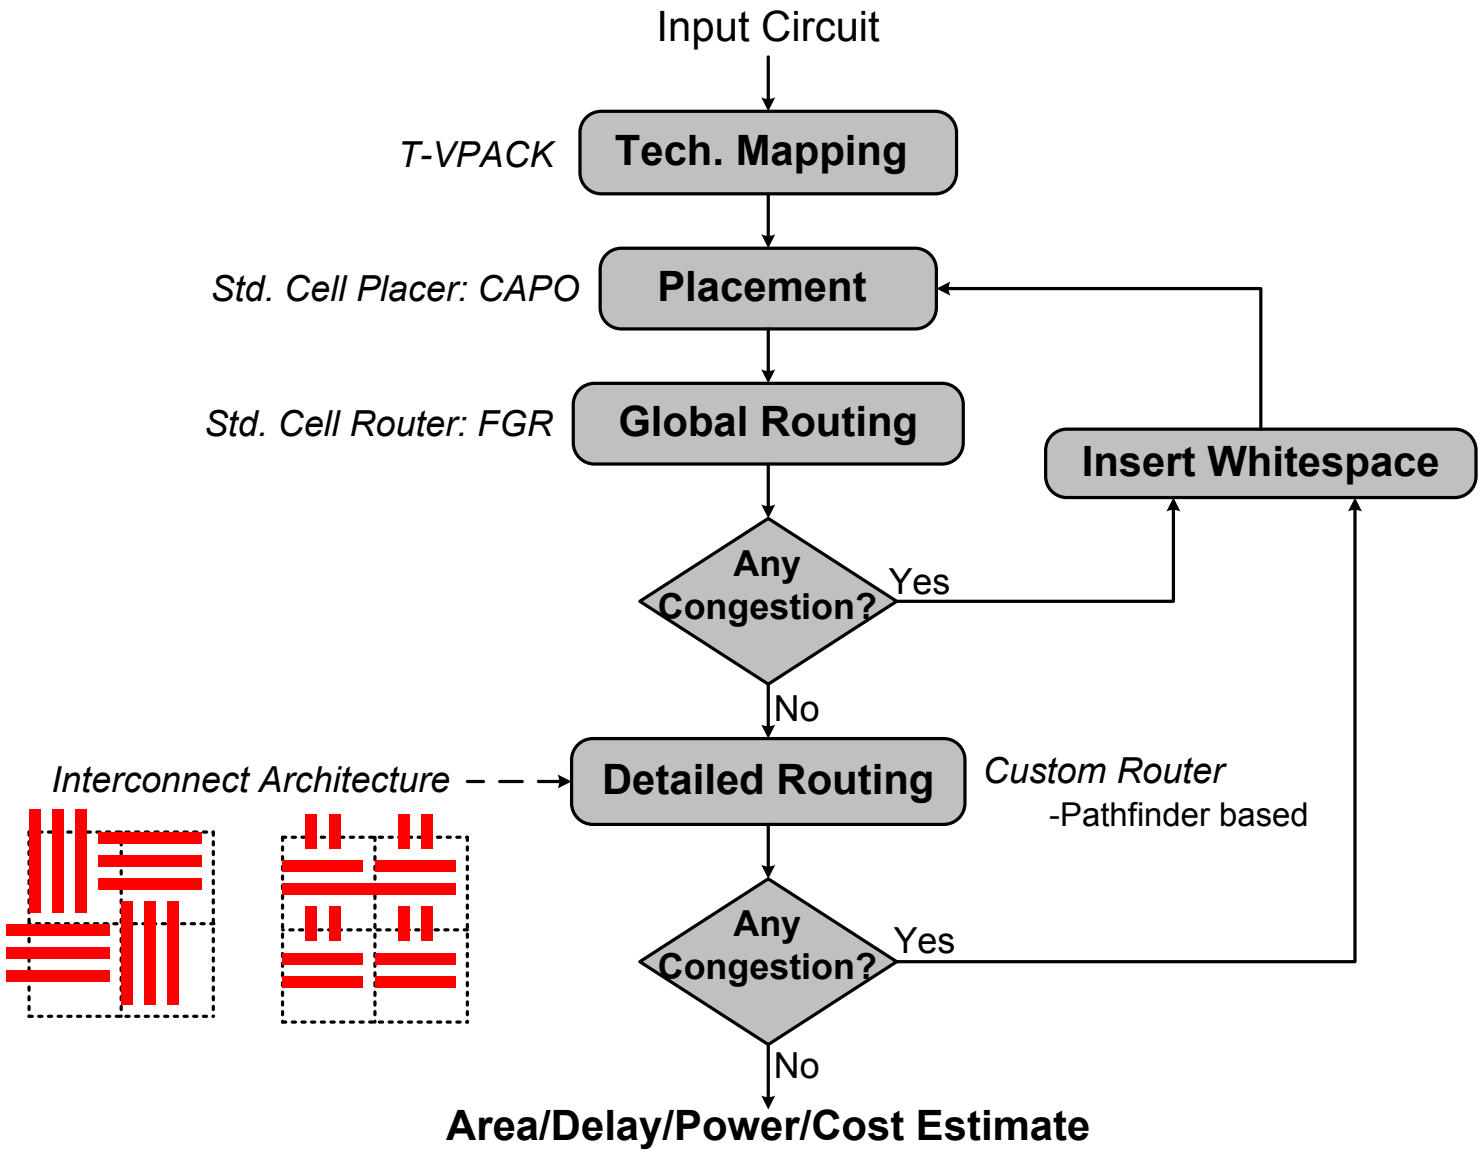 Input Circuit
T-VPACK
Tech. Mapping
Std. Cell Placer: CAPO
Placement
Std. Cell Router: FGR
Global Routing
Insert Whitespace
Any
Congestion?
Yes
No
Interconnect Architecture
Detailed Routing
Custom Router
-Pathfinder based
Any
Congestion?
Yes
No
Area/Delay/Power/Cost Estimate